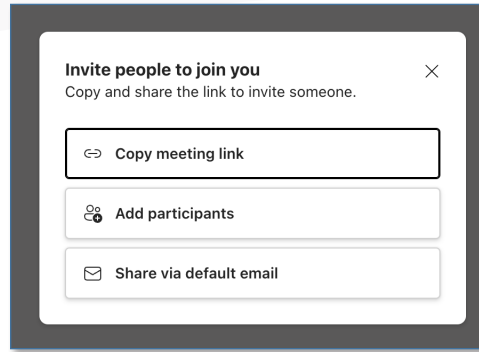 Invite people to join you
Copy and share the link to invite someone.
Copy meeting link
Add participants
Share via default email